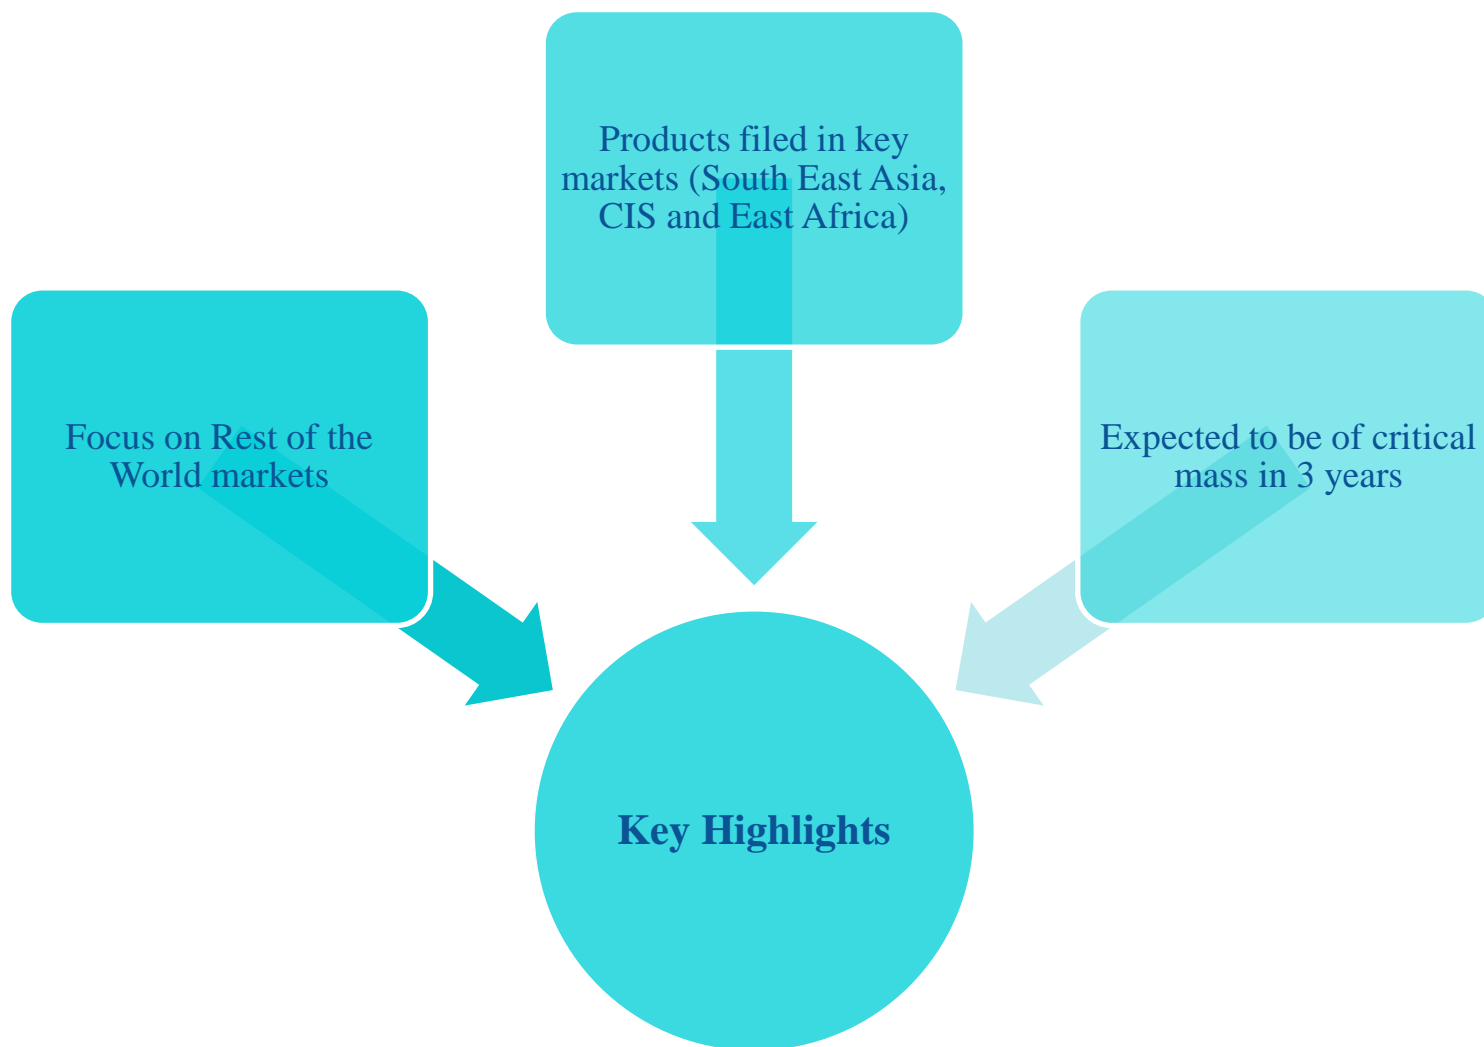 Products filed in key
markets (South East Asia,
CIS and East Africa)
Focus on Rest of the
World markets
Expected to be of critical
mass in 3 years
Key Highlights